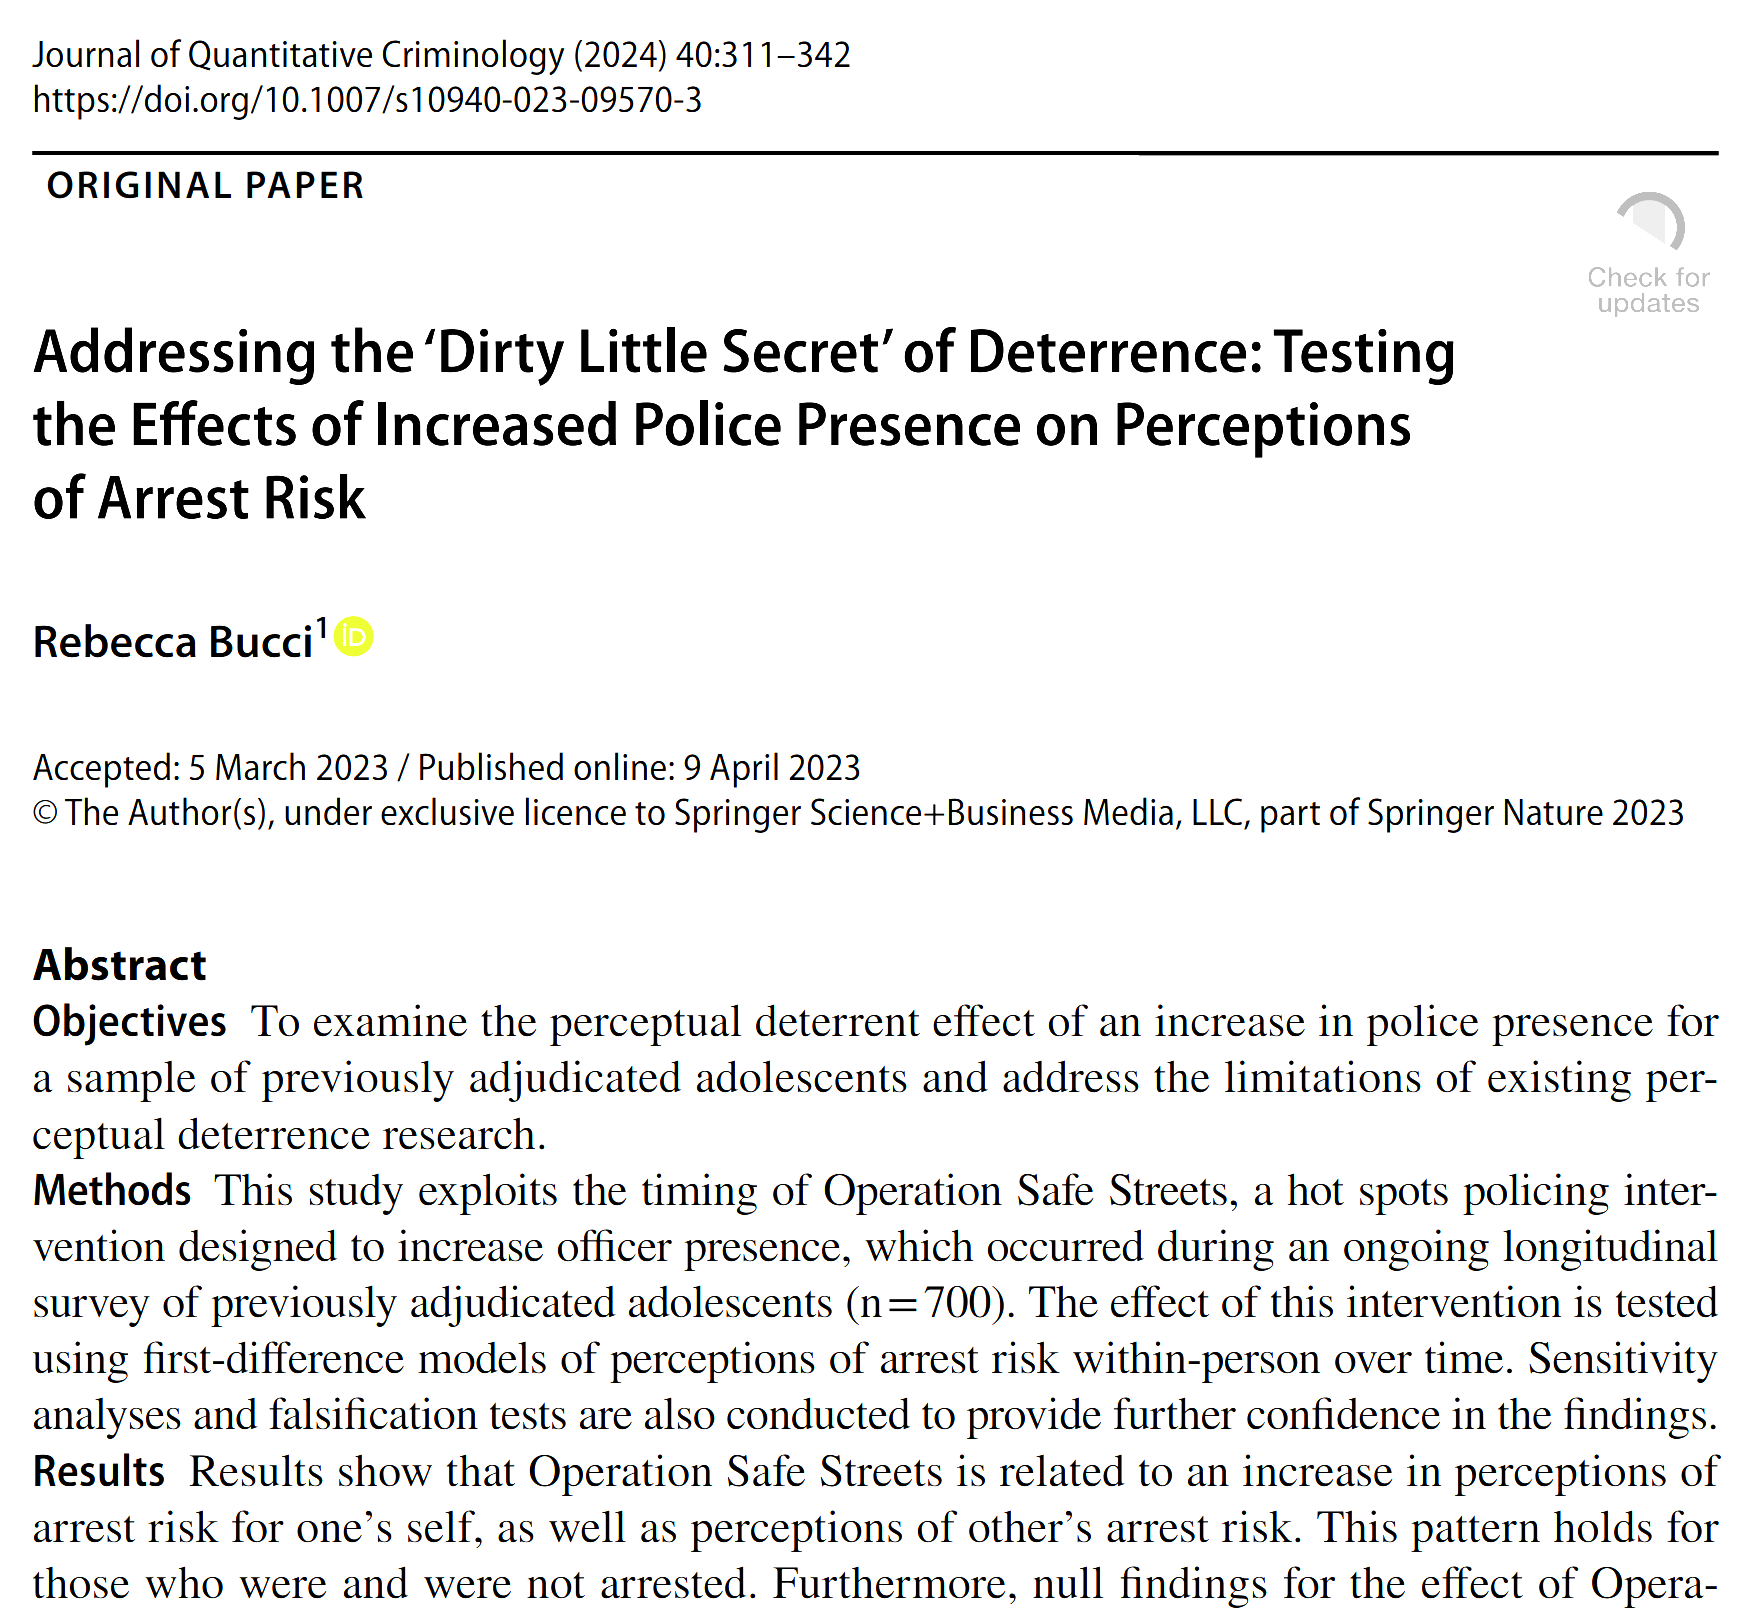 Journal of Quantitative Criminology (2024) 40:311–342
https://doi.org/10.1007/s10940-023-09570-3
ORIGINAL PAPER
Check for
updates
Addressing the ‘Dirty Little Secret’ of Deterrence: Testing
the Effects of Increased Police Presence on Perceptions
of Arrest Risk
Rebecca Bucci¹ iD
Accepted: 5 March 2023 / Published online: 9 April 2023
© The Author(s), under exclusive licence to Springer Science+Business Media, LLC, part of Springer Nature 2023
Abstract
Objectives To examine the perceptual deterrent effect of an increase in police presence for
a sample of previously adjudicated adolescents and address the limitations of existing per-
ceptual deterrence research.
Methods This study exploits the timing of Operation Safe Streets, a hot spots policing inter-
vention designed to increase officer presence, which occurred during an ongoing longitudinal
survey of previously adjudicated adolescents (n=700). The effect of this intervention is tested
using first-difference models of perceptions of arrest risk within-person over time. Sensitivity
analyses and falsification tests are also conducted to provide further confidence in the findings.
Results Results show that Operation Safe Streets is related to an increase in perceptions of
arrest risk for one’s self, as well as perceptions of other’s arrest risk. This pattern holds for
those who were and were not arrested. Furthermore, null findings for the effect of Opera-